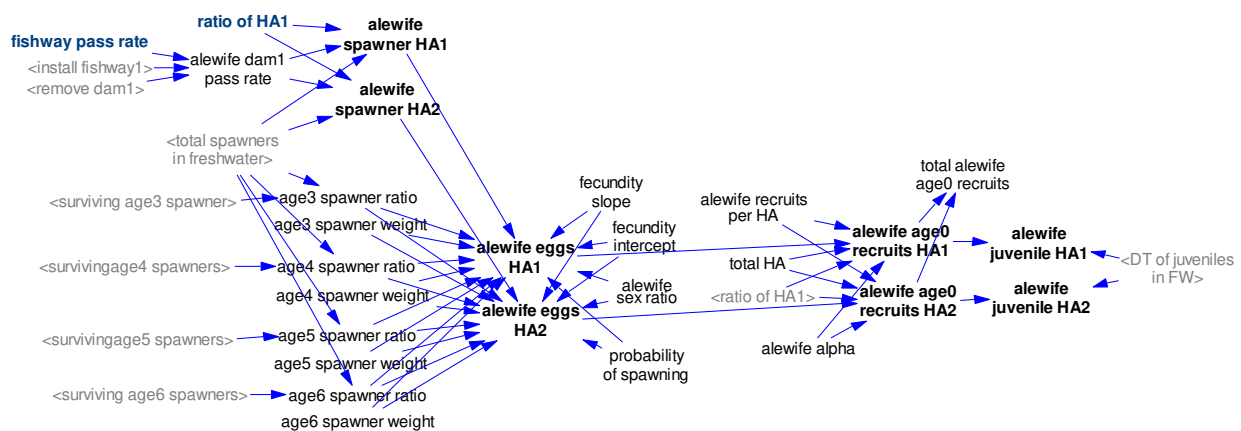 ratio of HA1
alewife
spawner HA1
fishway pass rate
<install fishway1>
<remove dam1>
alewife dam1
pass rate
alewife
spawner HA2
<total spawners
in freshwater>
<surviving age3 spawner>
age3 spawner ratio
age3 spawner weight
<survivingage4 spawners>
age4 spawner ratio
age4 spawner weight
<survivingage5 spawners>
age5 spawner ratio
age5 spawner weight
<surviving age6 spawners>
age6 spawner ratio
age6 spawner weight
fecundity
slope
fecundity
intercept
alewife eggs
HA1
alewife
sex ratio
alewife eggs
HA2
probability
of spawning
total alewife
age0 recruits
alewife recruits
per HA
alewife age0
recruits HA1
alewife
juvenile HA1
total HA
<ratio of HA1>
alewife age0
recruits HA2
alewife
juvenile HA2
<DT of juveniles
in FW>
alewife alpha